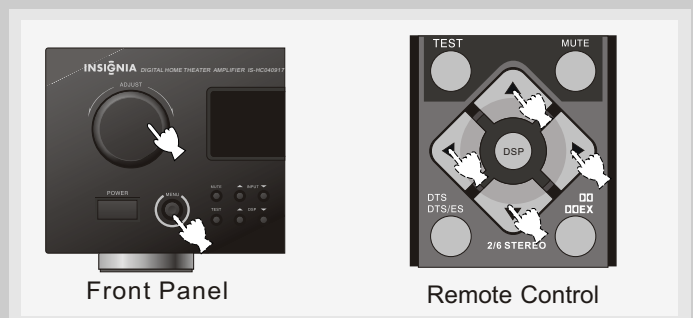 INSIGNIA DIGITAL HOME THEATER AMPLIFIER IS-HC040917
ADJUST
POWER
MENU
MUTE INPUT
TEST DSP
Front Panel
TEST MUTE
DSP
DTS
DTS/ES
EX
2/6 STEREO
Remote Control